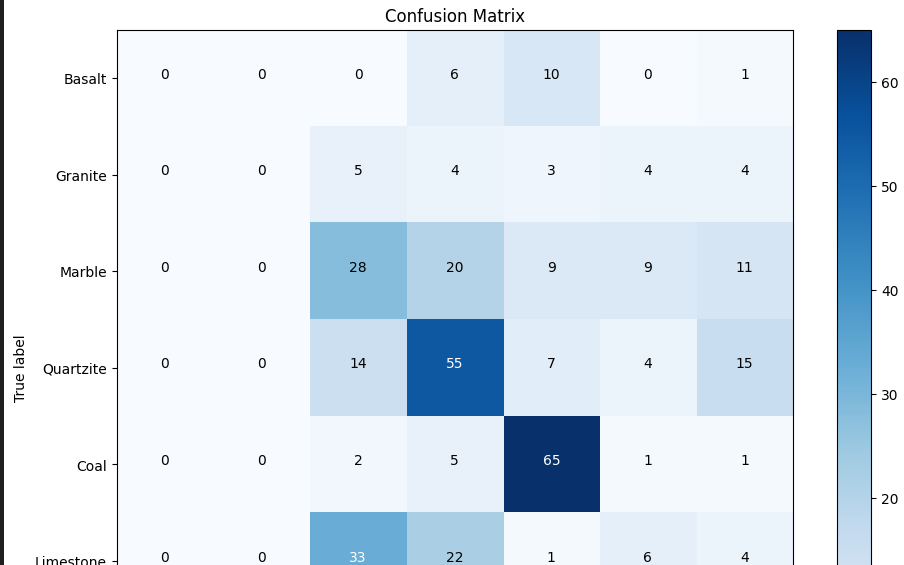 Confusion Matrix
Basalt 0 0 0 6 10 0 1
Granite 0 0 5 4 3 4 4
Marble 0 0 28 20 9 9 11
Quartzite 0 0 14 55 7 4 15
Coal 0 0 2 5 65 1 1
Limestone 0 0 33 22 1 6 4
True label
60
50
40
30
20